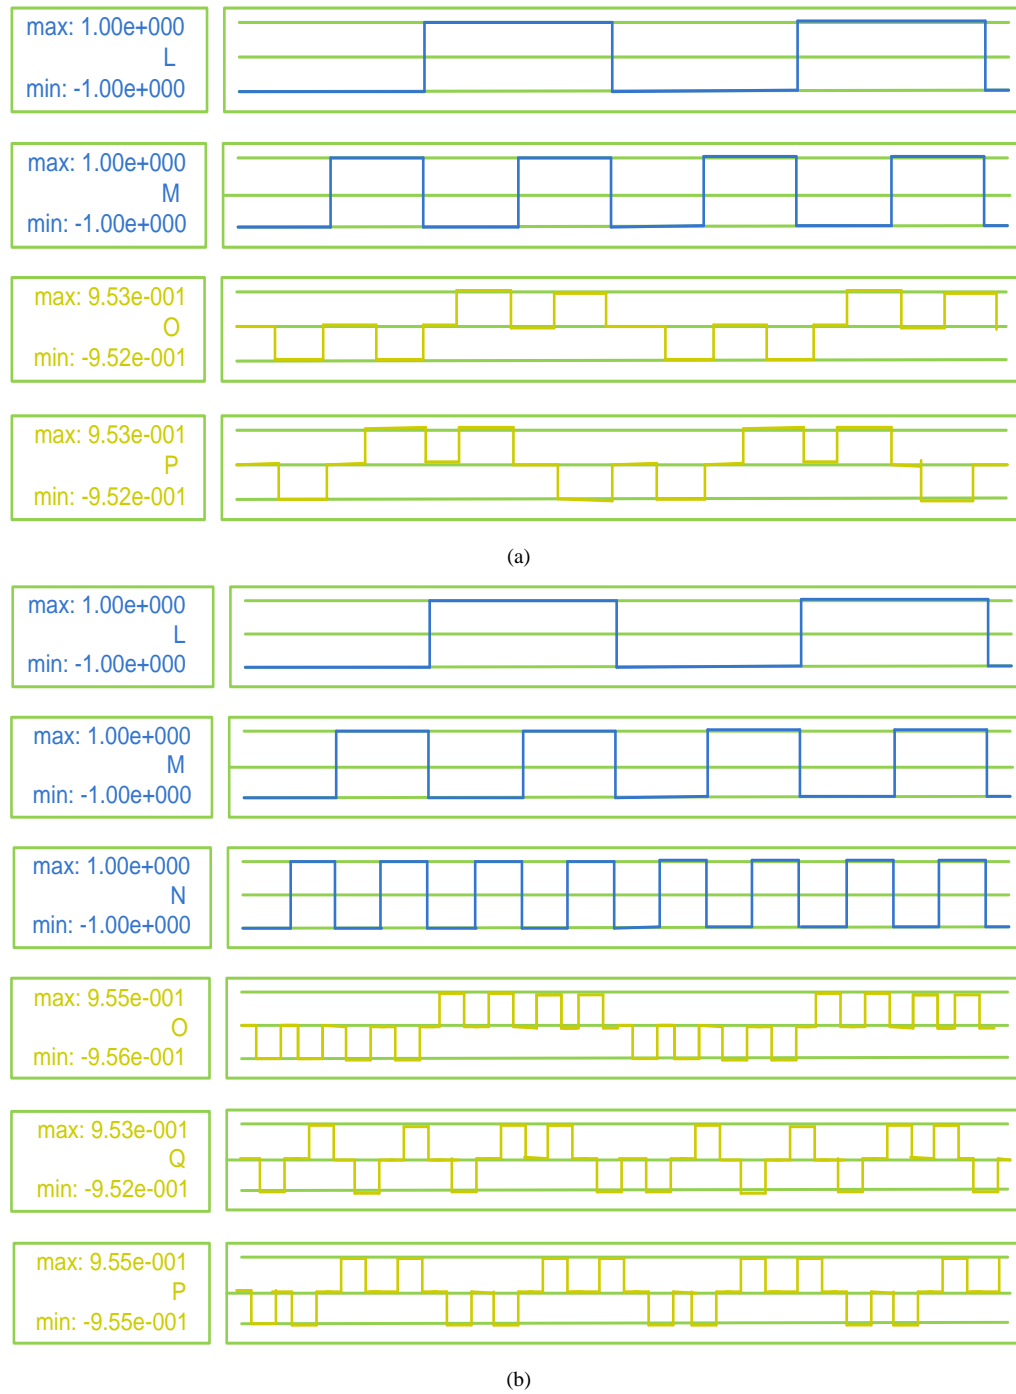 max: 1.00e+000
L
min: -1.00e+000
max: 1.00e+000
M
min: -1.00e+000
max: 9.53e-001
O
min: -9.52e-001
max: 9.53e-001
P
min: -9.52e-001
(a)
max: 1.00e+000
L
min: -1.00e+000
max: 1.00e+000
M
min: -1.00e+000
max: 1.00e+000
N
min: -1.00e+000
max: 9.55e-001
O
min: -9.56e-001
max: 9.53e-001
Q
min: -9.52e-001
max: 9.55e-001
P
min: -9.55e-001
(b)